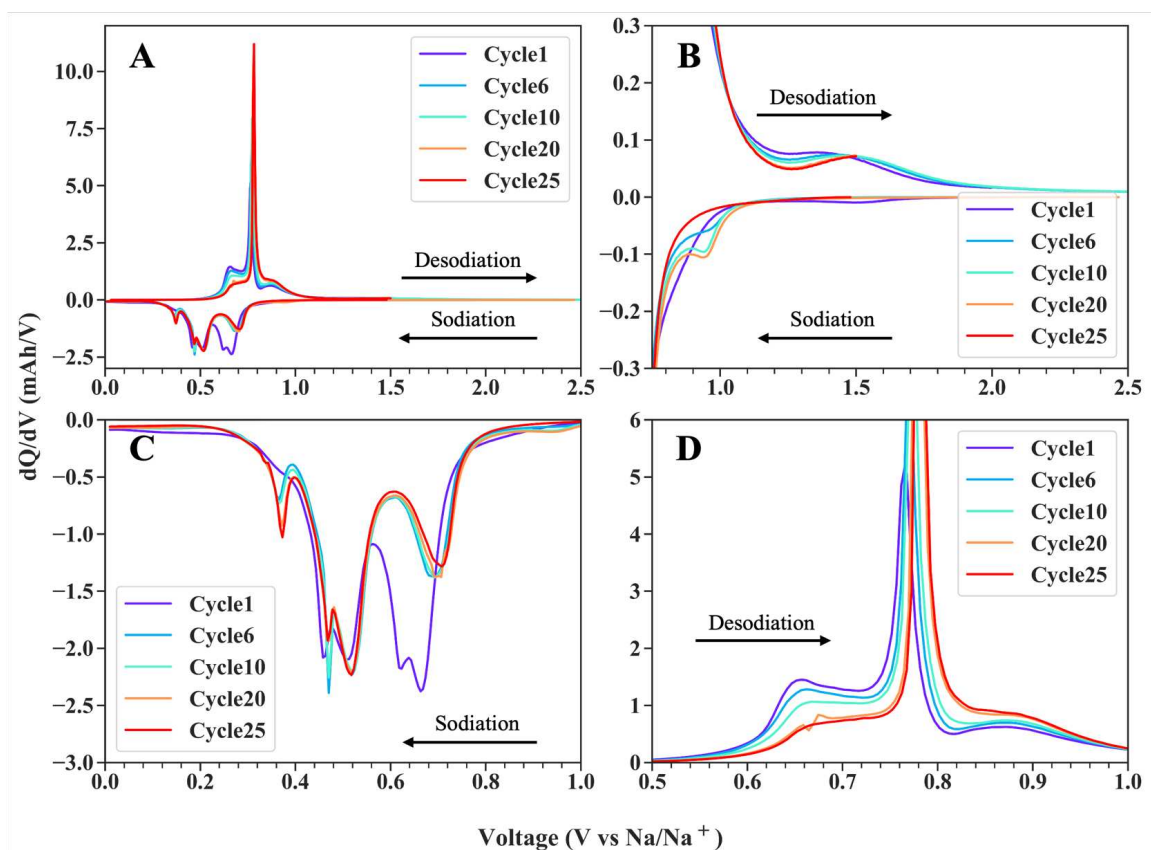 A
Cycle1
Cycle6
Cycle10
Cycle20
Cycle25
Desodiation
Sodiation
10.0
7.5
5.0
2.5
0.0
−2.5
0.0 0.5 1.0 1.5 2.0 2.5
B
Desodiation
Sodiation
Cycle1
Cycle6
Cycle10
Cycle20
Cycle25
0.3
0.2
0.1
0.0
−0.1
−0.2
−0.3
1.0 1.5 2.0 2.5
dQ/dV (mAh/V)
C
Cycle1
Cycle6
Cycle10
Cycle20
Cycle25
Sodiation
0.0
−0.5
−1.0
−1.5
−2.0
−2.5
−3.0
0.0 0.2 0.4 0.6 0.8 1.0
D
Cycle1
Cycle6
Cycle10
Cycle20
Cycle25
Desodiation
6
5
4
3
2
1
0
0.5 0.6 0.7 0.8 0.9 1.0
Voltage (V vs Na/Na⁺)